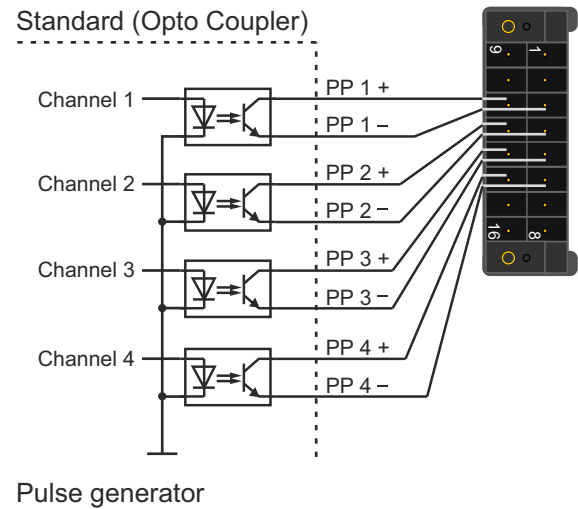 Standard (Opto Coupler)
9 1
Channel 1
PP 1 +
PP 1 –
Channel 2
PP 2 +
PP 2 –
16 8
Channel 3
PP 3 +
PP 3 –
Channel 4
PP 4 +
PP 4 –
Pulse generator